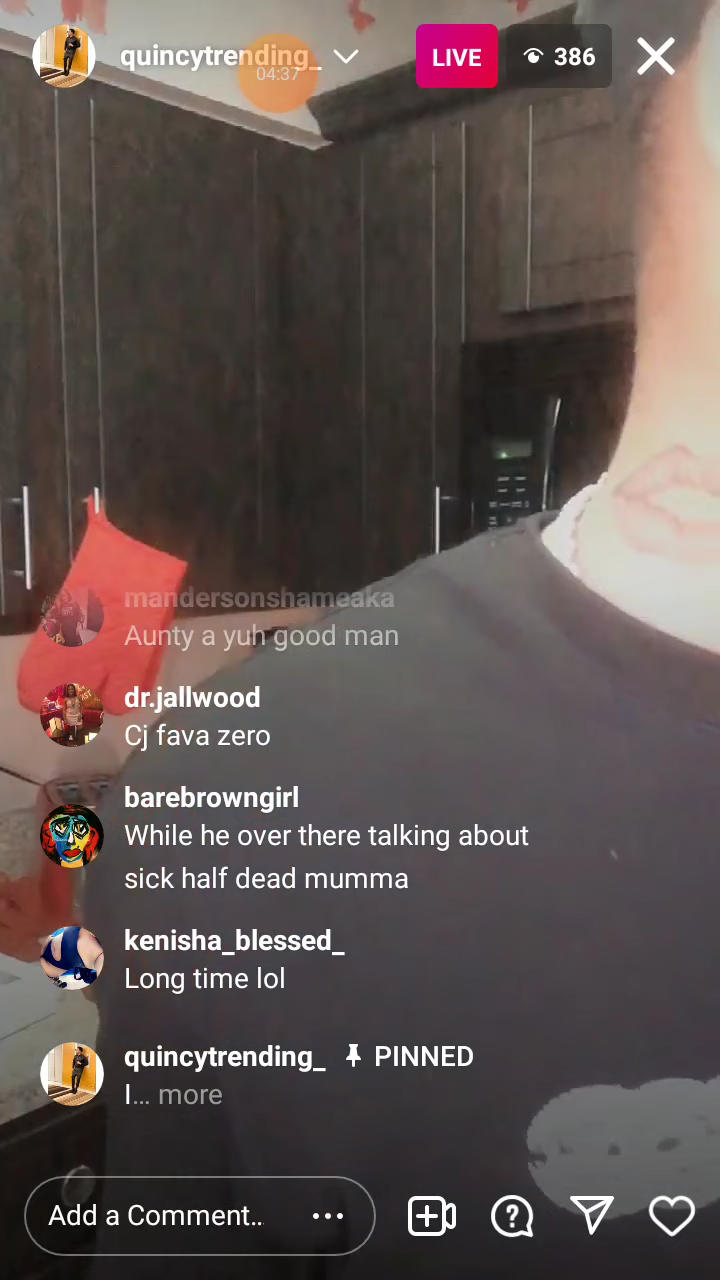 quincytrending_
04:37
LIVE
386
mandersonshameaka
Aunty a yuh good man
dr.jallwood
Cj fava zero
barebrowngirl
While he over there talking about
sick half dead mumma
kenisha_blessed_
Long time lol
quincytrending_ PINNED
I... more
Add a Comment..